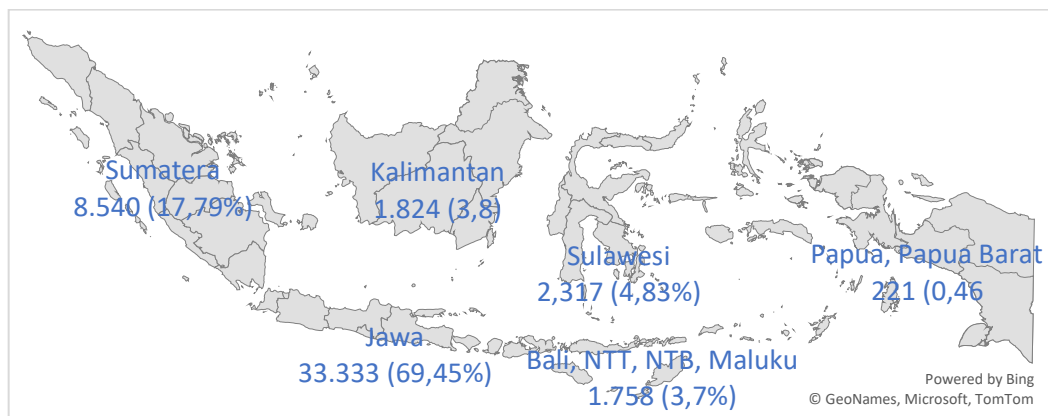 Sumatera
8.540 (17,79%)
Kalimantan
1.824 (3,8)
Sulawesi
2,317 (4,83%)
Papua, Papua Barat
221 (0,46
Jawa
33.333 (69,45%)
Bali, NTT, NTB, Maluku
1.758 (3,7%)
Powered by Bing
© GeoNames, Microsoft, TomTom